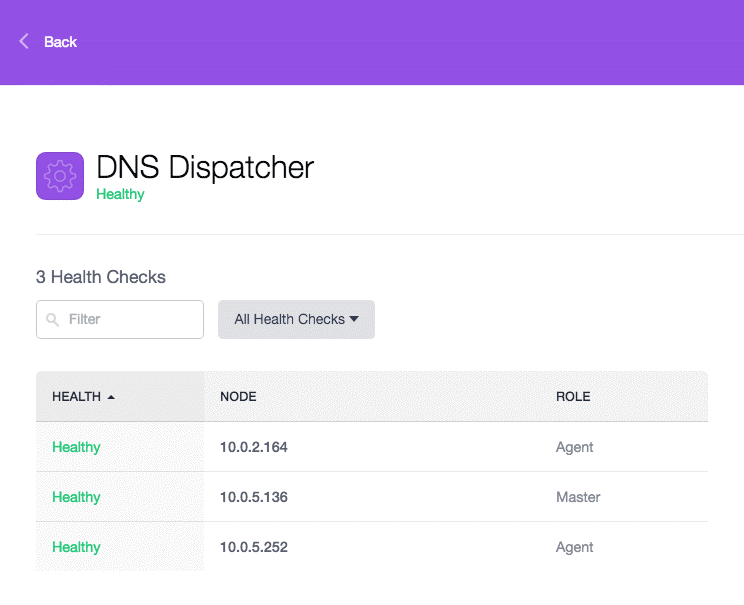 Back
DNS Dispatcher
Healthy
3 Health Checks
Filter
All Health Checks
HEALTH NODE ROLE
Healthy 10.0.2.164 Agent
Healthy 10.0.5.136 Master
Healthy 10.0.5.252 Agent